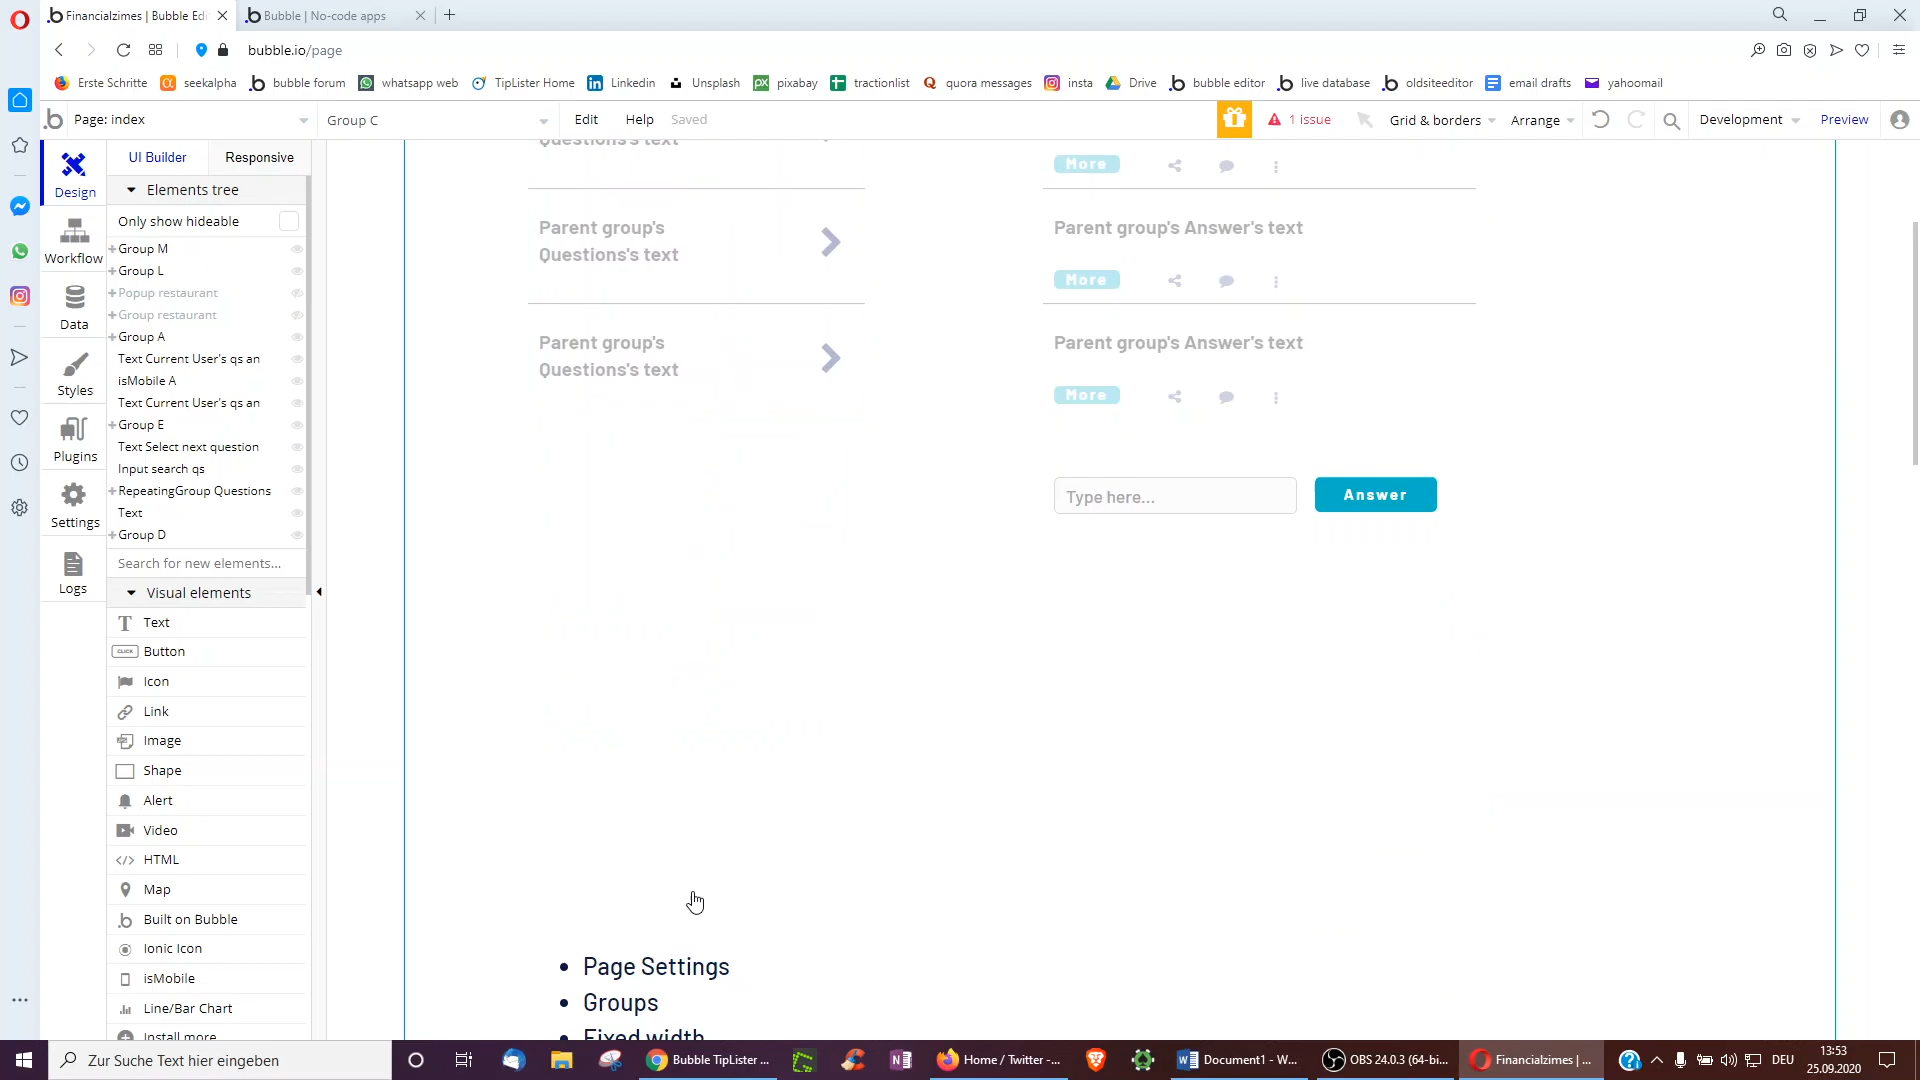 Financialzimes | Bubble Edi
Bubble | No-code apps
bubble.io/page
Erste Schritte
seekalpha
bubble forum
whatsapp web
TipLister Home
Linkedin
Unsplash
pixabay
tractionlist
quora messages
insta
Drive
bubble editor
live database
oldsiteeditor
email drafts
yahoomail
Page: index
Group C
Edit
Help
Saved
1 issue
Grid & borders
Arrange
Development
Preview
Design
Workflow
Data
Styles
Plugins
Settings
Logs
UI Builder
Responsive
Elements tree
Only show hideable
Group M
Group L
Popup restaurant
Group restaurant
Group A
Text Current User's qs an
isMobile A
Text Current User's qs an
Group E
Text Select next question
Input search qs
RepeatingGroup Questions
Text
Group D
Search for new elements...
Visual elements
Text
Button
Icon
Link
Image
Shape
Alert
Video
HTML
Map
Built on Bubble
Ionic Icon
isMobile
Line/Bar Chart
Install more
Questions's text
More
Parent group's
Questions's text
Parent group's Answer's text
More
Parent group's
Questions's text
Parent group's Answer's text
More
Type here...
Answer
Page Settings
Groups
Fixed width
Zur Suche Text hier eingeben
Bubble TipLister ...
Home / Twitter -...
Document1 - W...
OBS 24.0.3 (64-bi...
Financialzimes | ...
DEU
13:53
25.09.2020